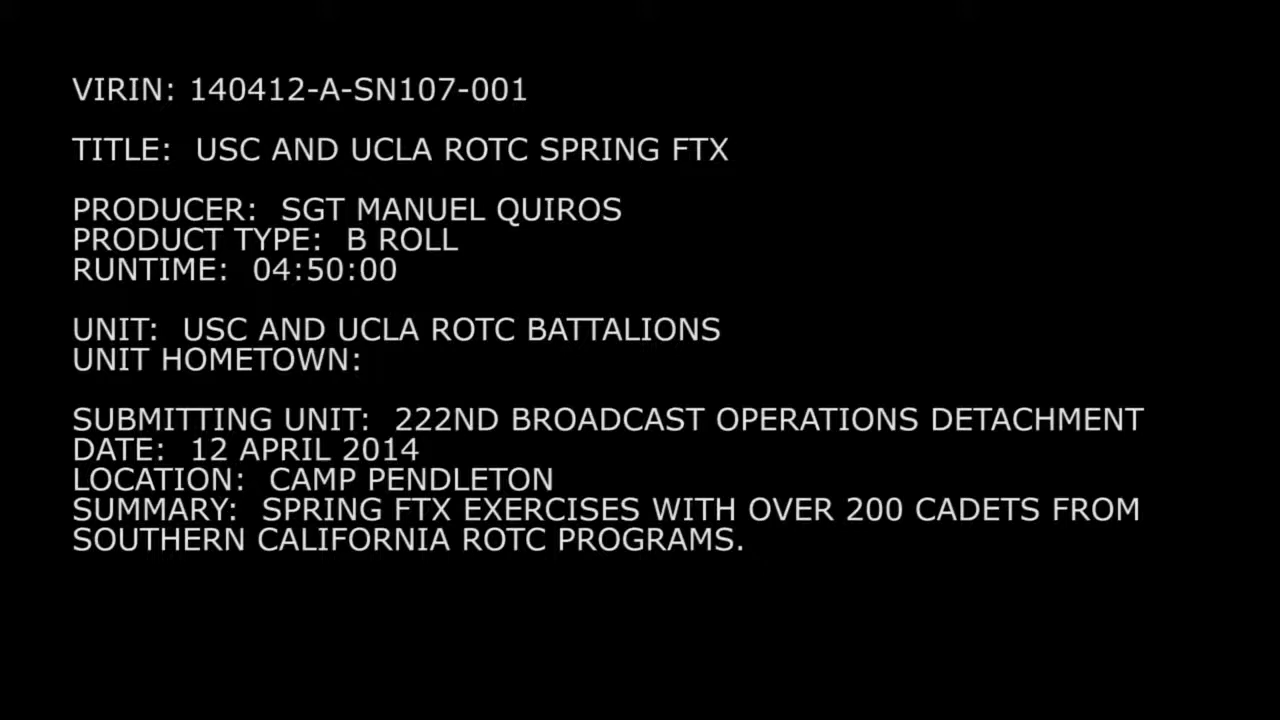 VIRIN: 140412-A-SN107-001
TITLE:  USC AND UCLA ROTC SPRING FTX
PRODUCER:  SGT MANUEL QUIROS
PRODUCT TYPE:  B ROLL
RUNTIME:  04:50:00
UNIT:  USC AND UCLA ROTC BATTALIONS
UNIT HOMETOWN:
SUBMITTING UNIT:  222ND BROADCAST OPERATIONS DETACHMENT
DATE:  12 APRIL 2014
LOCATION:  CAMP PENDLETON
SUMMARY:  SPRING FTX EXERCISES WITH OVER 200 CADETS FROM
SOUTHERN CALIFORNIA ROTC PROGRAMS.